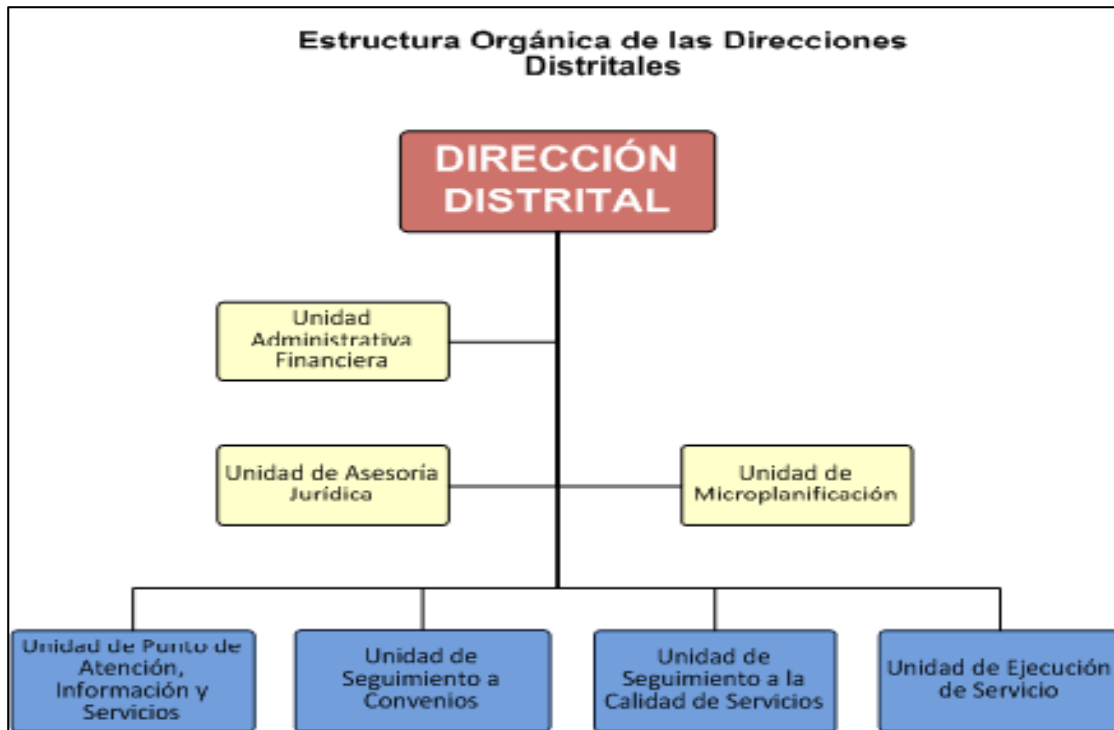 Estructura Orgánica de las Direcciones
Distritales
DIRECCIÓN
DISTRITAL
Unidad
Administrativa
Financiera
Unidad de Asesoría
Jurídica
Unidad de
Microplanificación
Unidad de Punto de
Atención,
Información y
Servicios
Unidad de
Seguimiento a
Convenios
Unidad de
Seguimiento a la
Calidad de Servicios
Unidad de Ejecución
de Servicio